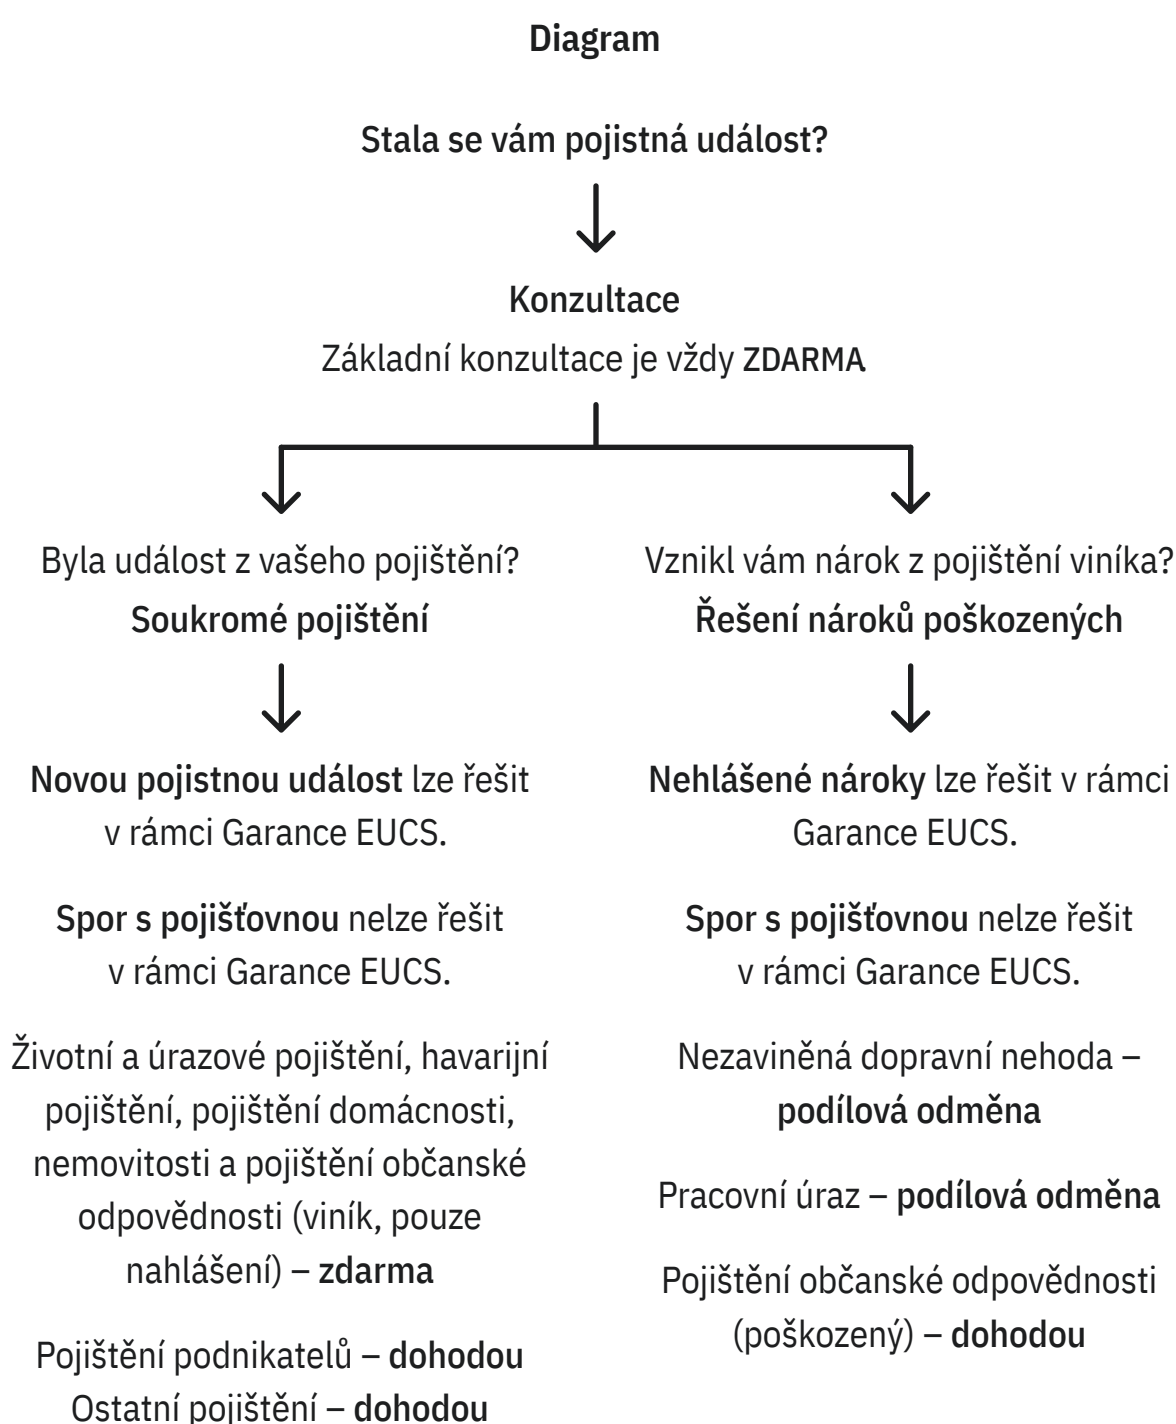 Diagram
Stala se vám pojistná událost?
Konzultace
Základní konzultace je vždy ZDARMA
Byla událost z vašeho pojištění?
Soukromé pojištění
Novou pojistnou událost lze řešit
v rámci Garance EUCS.
Spor s pojišťovnou nelze řešit
v rámci Garance EUCS.
Životní a úrazové pojištění, havarijní
pojištění, pojištění domácnosti,
nemovitosti a pojištění občanské
odpovědnosti (viník, pouze
nahlášení) – zdarma
Pojištění podnikatelů – dohodou
Ostatní pojištění – dohodou
Vznikl vám nárok z pojištění viníka?
Řešení nároků poškozených
Nehlášené nároky lze řešit v rámci
Garance EUCS.
Spor s pojišťovnou nelze řešit
v rámci Garance EUCS.
Nezaviněná dopravní nehoda –
podílová odměna
Pracovní úraz – podílová odměna
Pojištění občanské odpovědnosti
(poškozený) – dohodou